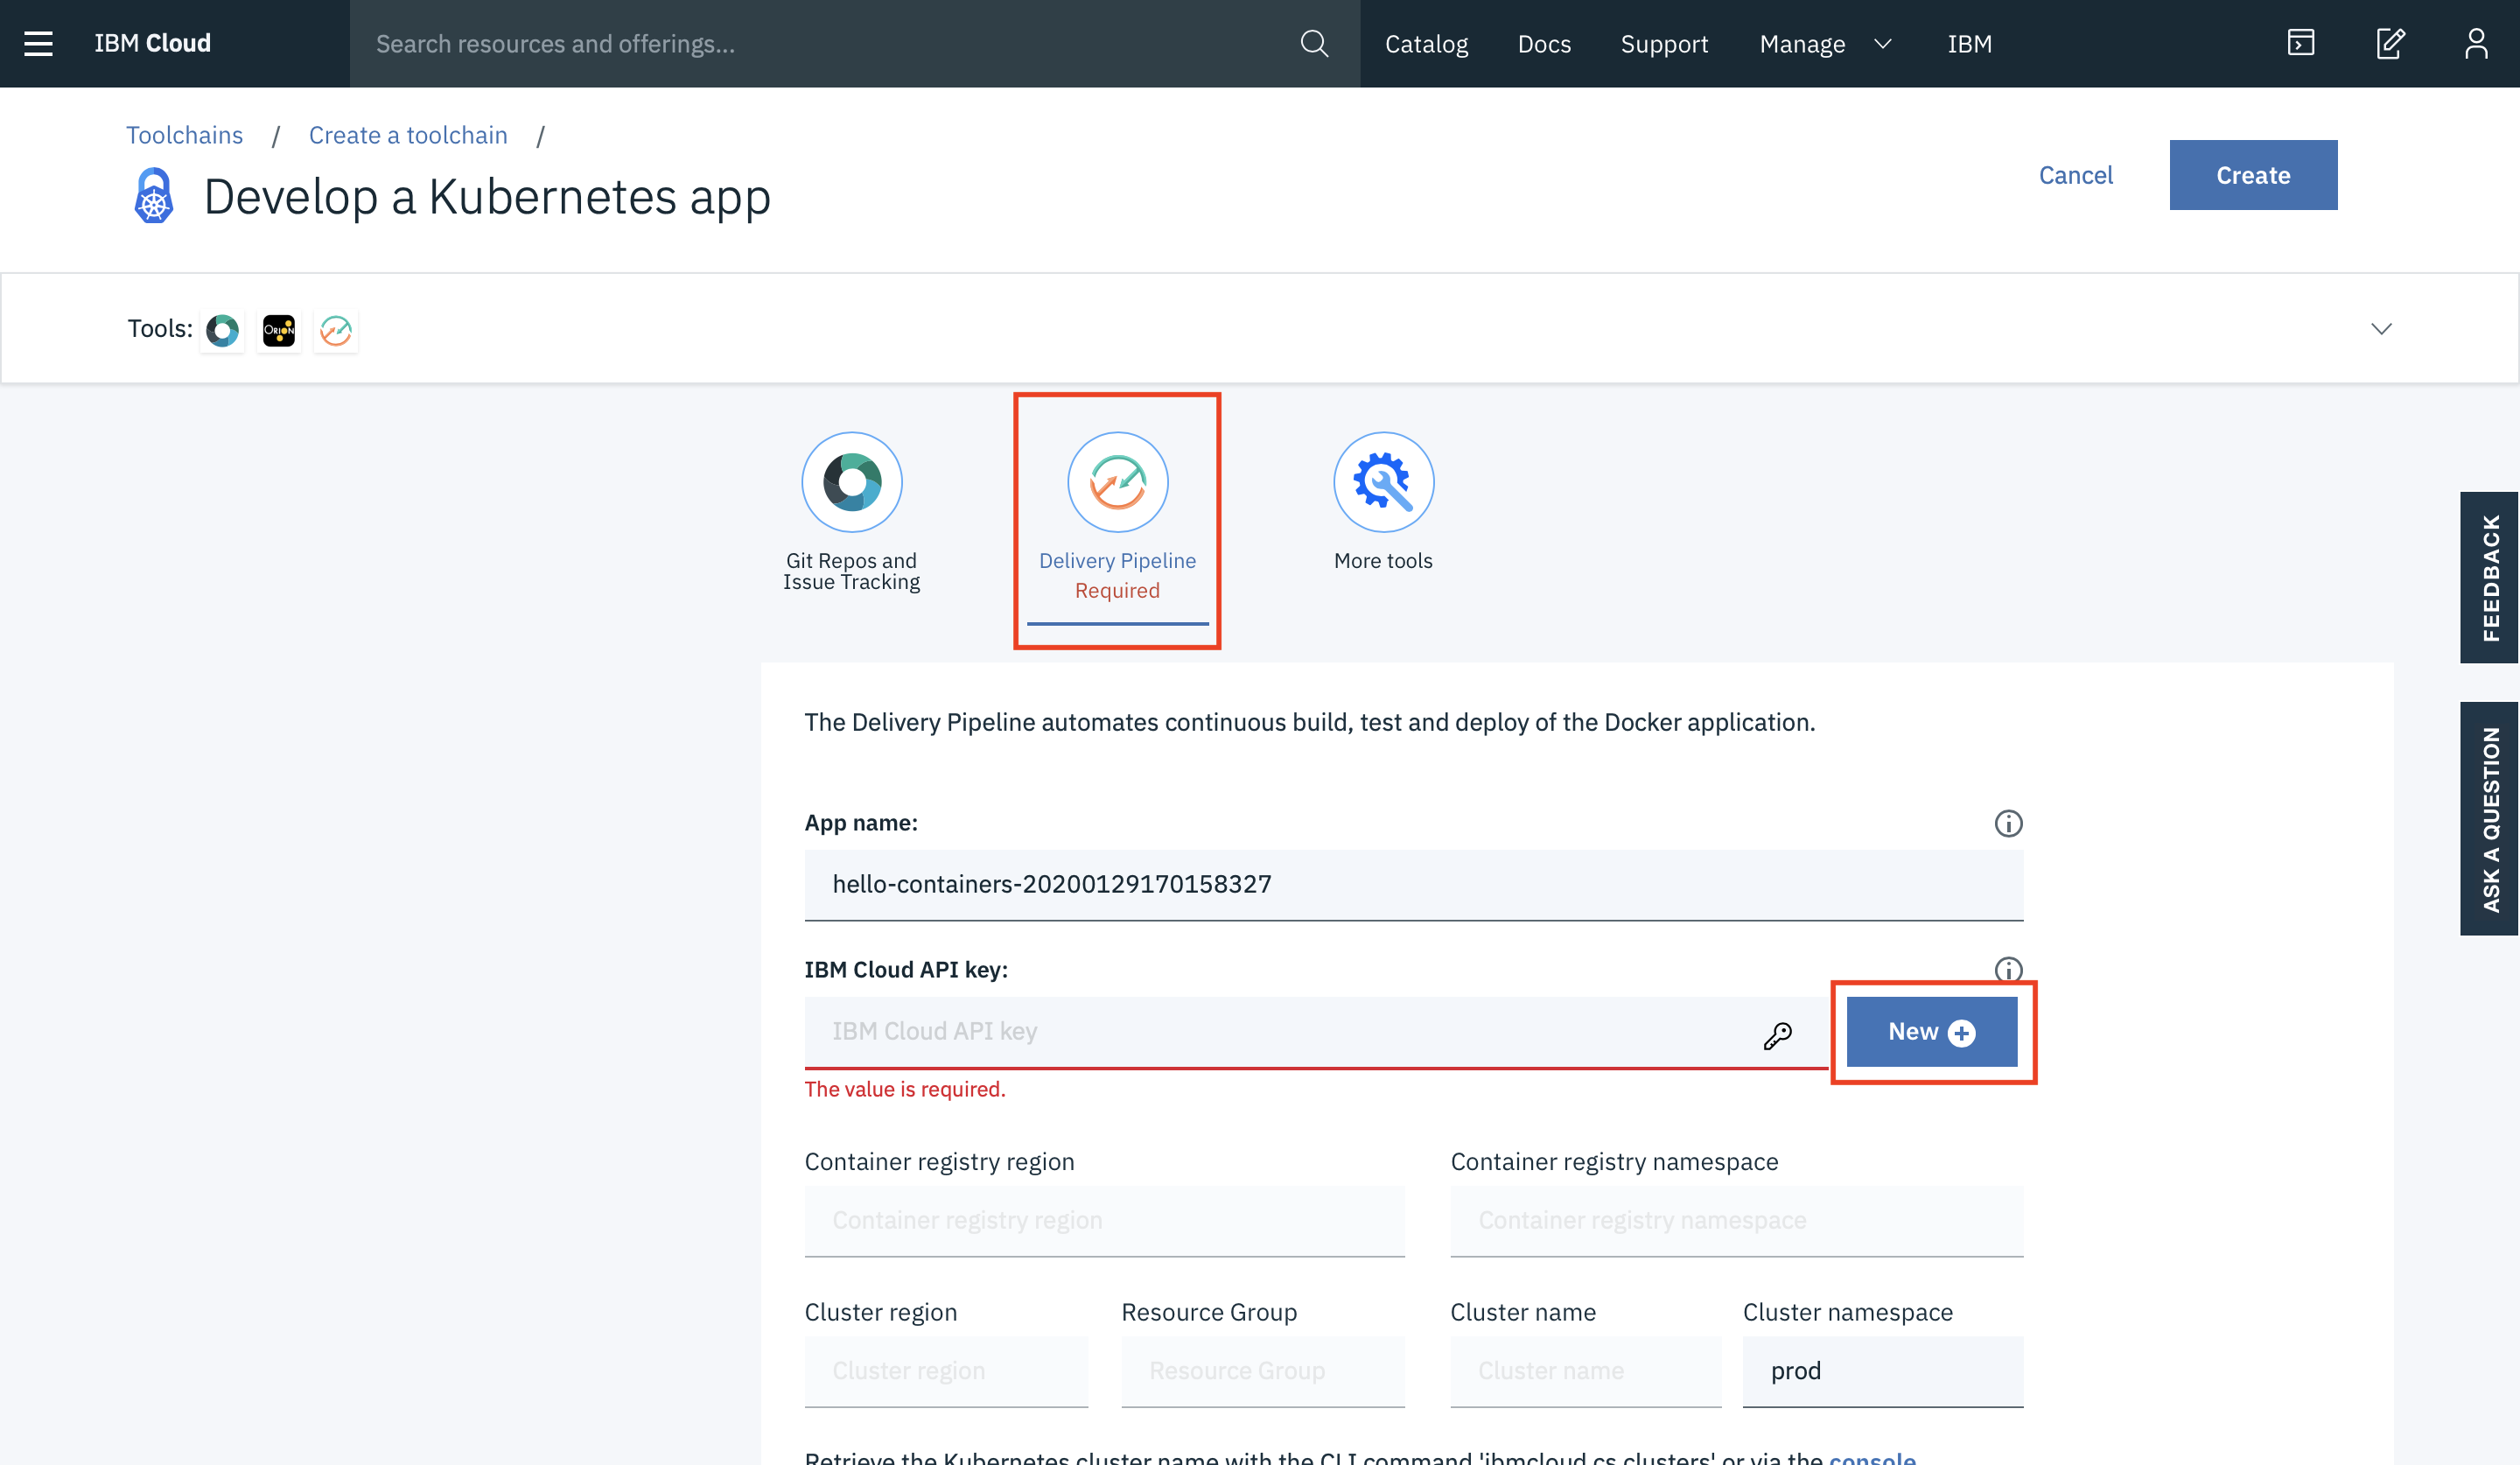 IBM Cloud
Search resources and offerings...
Catalog
Docs
Support
Manage
IBM
Toolchains / Create a toolchain /
Develop a Kubernetes app
Cancel
Create
Tools:
ORION
Git Repos and
Issue Tracking
Delivery Pipeline
Required
More tools
FEEDBACK
ASK A QUESTION
The Delivery Pipeline automates continuous build, test and deploy of the Docker application.
App name:
hello-containers-20200129170158327
IBM Cloud API key:
IBM Cloud API key
New
The value is required.
Container registry region
Container registry namespace
Container registry region
Container registry namespace
Cluster region
Resource Group
Cluster name
Cluster namespace
Cluster region
Resource Group
Cluster name
prod
Retrieve the Kubernetes cluster name with the CLI command 'ibmcloud cs clusters' or via the console